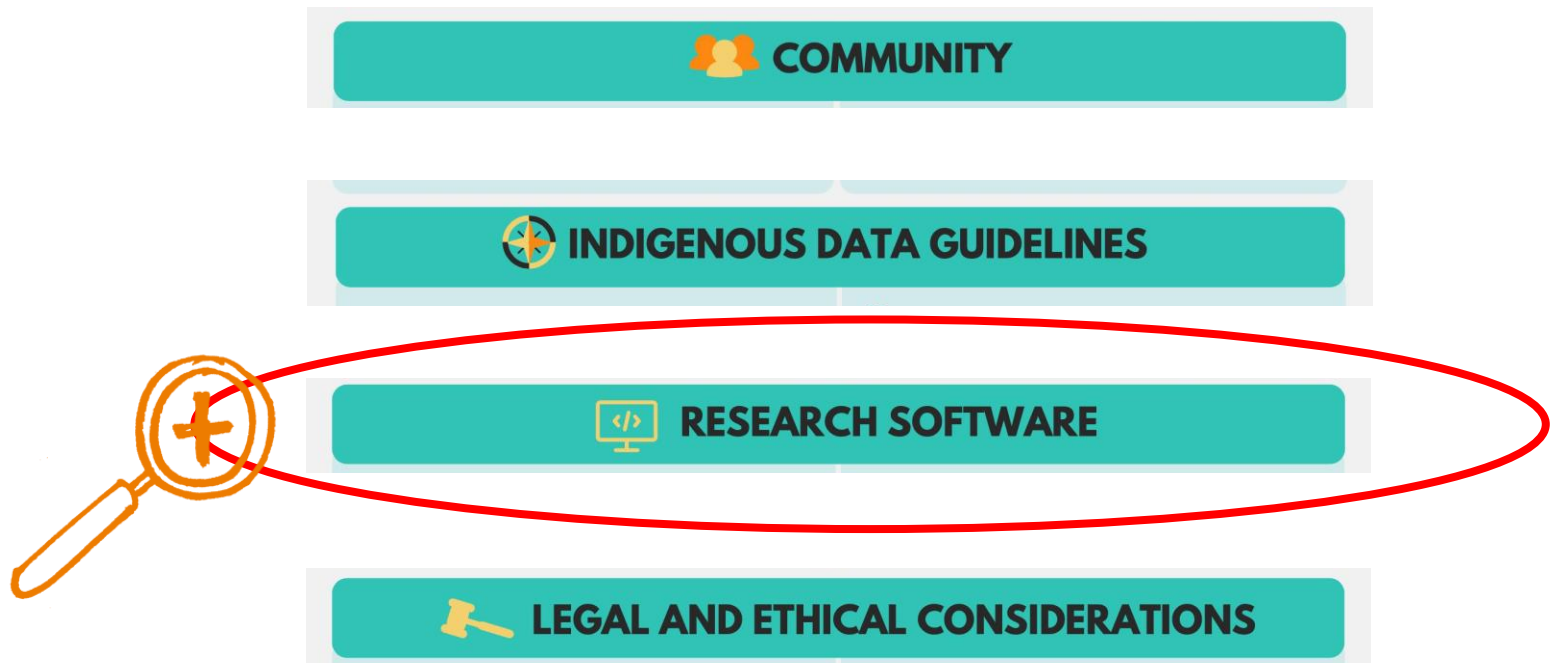 COMMUNITY
INDIGENOUS DATA GUIDELINES
</> RESEARCH SOFTWARE
LEGAL AND ETHICAL CONSIDERATIONS